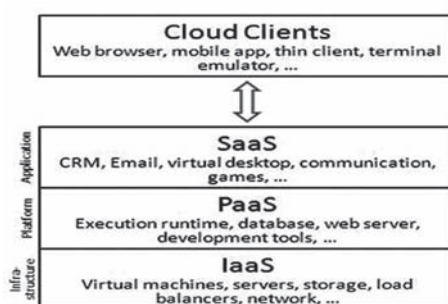 Cloud Clients
Web browser, mobile app, thin client, terminal
emulator, ...
Application
SaaS
CRM, Email, virtual desktop, communication,
games, ...
Platform
PaaS
Execution runtime, database, web server,
development tools, ...
Infra-
structure
IaaS
Virtual machines, servers, storage, load
balancers, network, ...